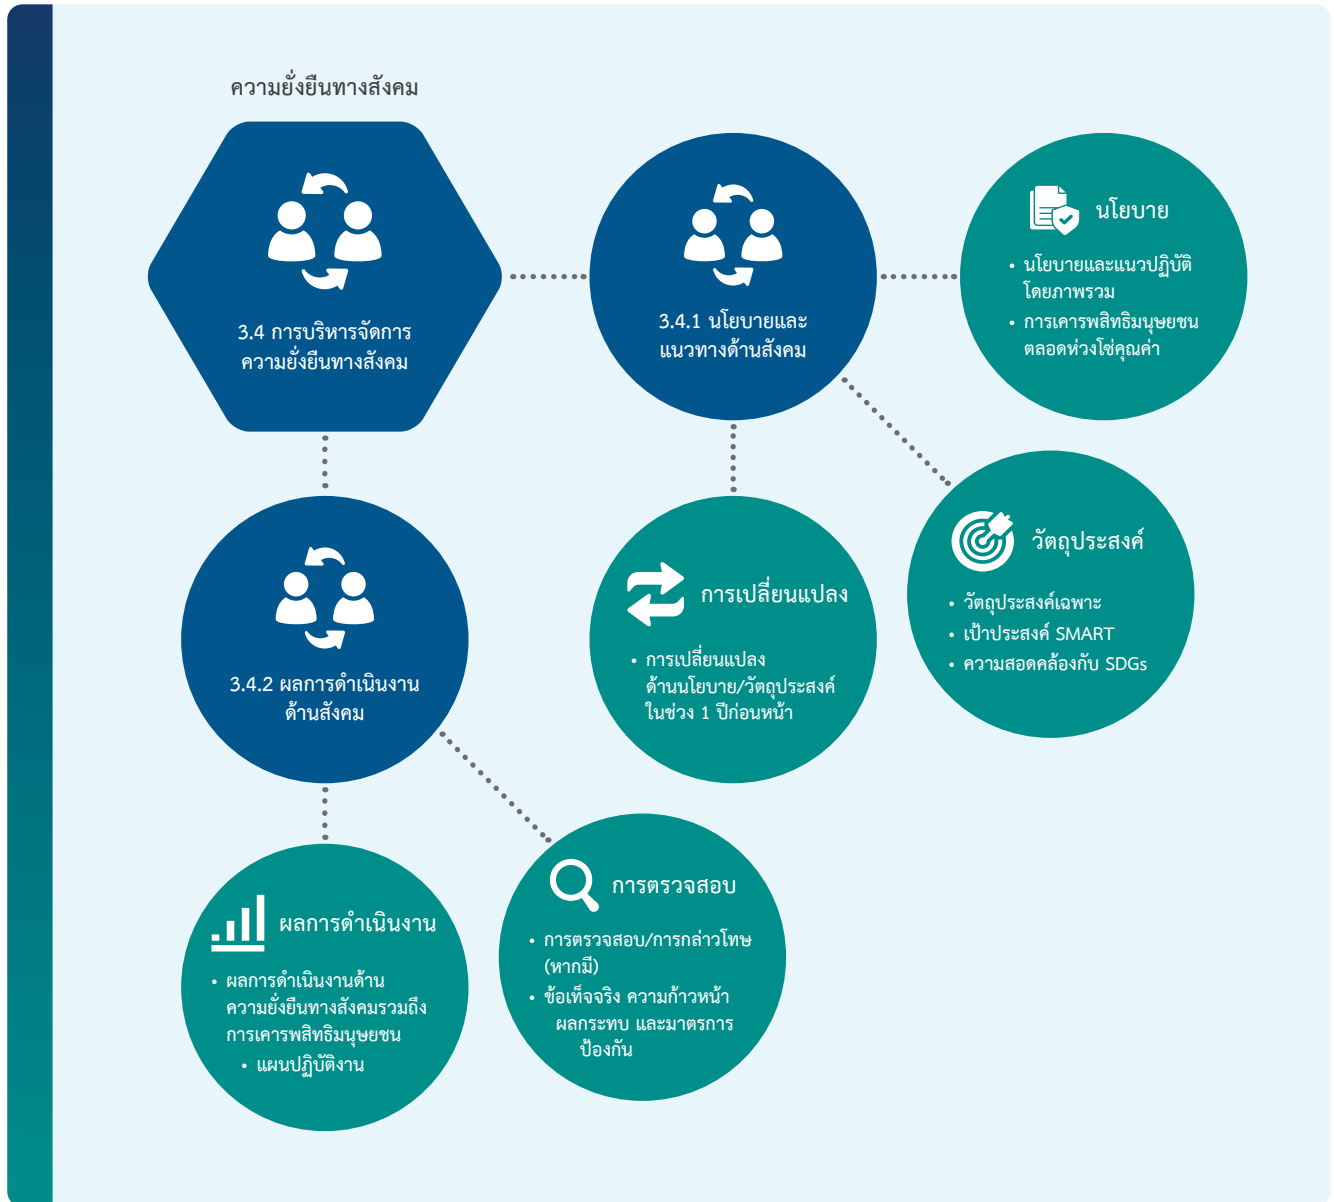 ความยั่งยืนทางสังคม
3.4 การบริหารจัดการ
ความยั่งยืนทางสังคม
3.4.1 นโยบายและ
แนวทางด้านสังคม
นโยบาย
• นโยบายและแนวปฏิบัติ
โดยภาพรวม
• การเคารพสิทธิมนุษยชน
ตลอดห่วงโซ่คุณค่า
วัตถุประสงค์
• วัตถุประสงค์เฉพาะ
• เป้าประสงค์ SMART
• ความสอดคล้องกับ SDGs
การเปลี่ยนแปลง
• การเปลี่ยนแปลง
ด้านนโยบาย/วัตถุประสงค์
ในช่วง 1 ปีก่อนหน้า
3.4.2 ผลการดำเนินงาน
ด้านสังคม
การตรวจสอบ
• การตรวจสอบ/การกล่าวโทษ
(หากมี)
• ข้อเท็จจริง ความก้าวหน้า
ผลกระทบ และมาตรการ
ป้องกัน
ผลการดำเนินงาน
• ผลการดำเนินงานด้าน
ความยั่งยืนทางสังคมรวมถึง
การเคารพสิทธิมนุษยชน
• แผนปฏิบัติงาน